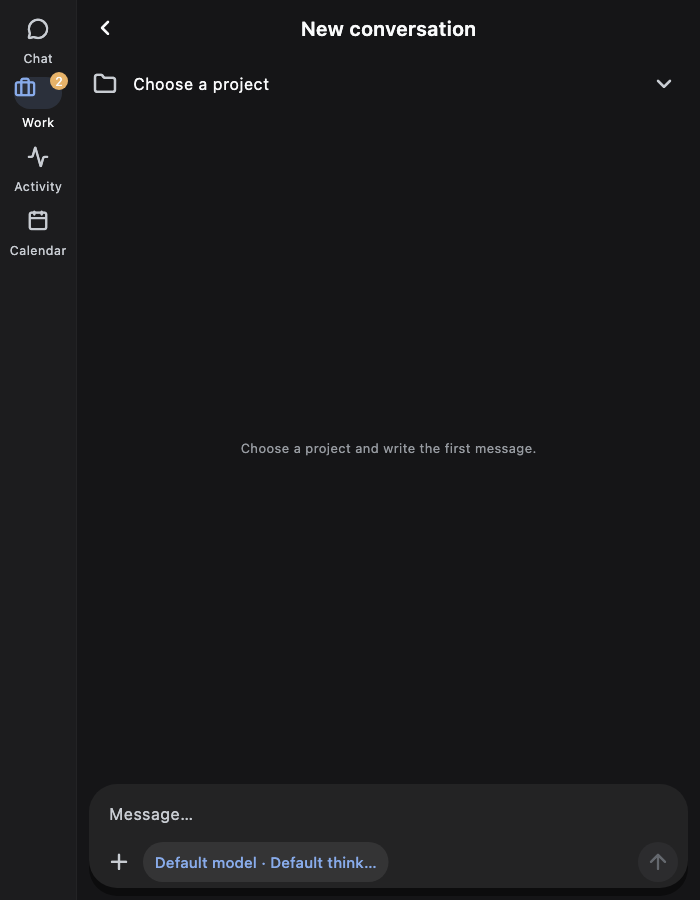 New conversation
Chat
2
Work
Activity
Calendar
Choose a project
Choose a project and write the first message.
Message...
Default model · Default think...